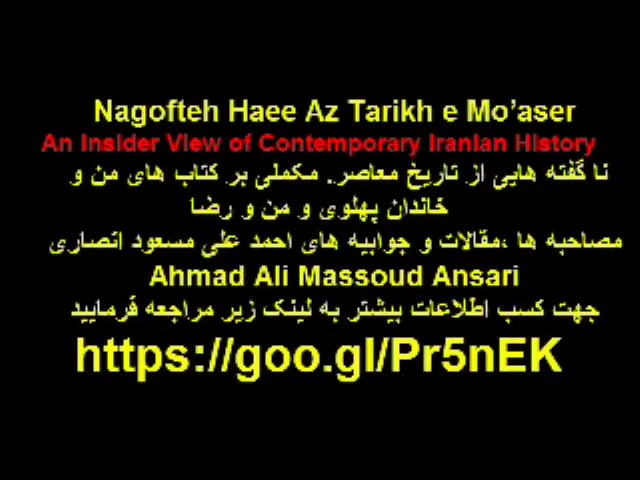 Nagofteh Haee Az Tarikh e Mo'aser
An Insider View of Contemporary Iranian History
نا گفته هایی از تاریخ معاصر. مکملی بر کتاب های من و
خاندان پهلوی و من و رضا
مصاحبه ها ،مقالات و جوابیه های احمد علی مسعود انصاری
Ahmad Ali Massoud Ansari
جهت کسب اطلاعات بیشتر به لینک زیر مراجعه فرمایید
https://goo.gl/Pr5nEK